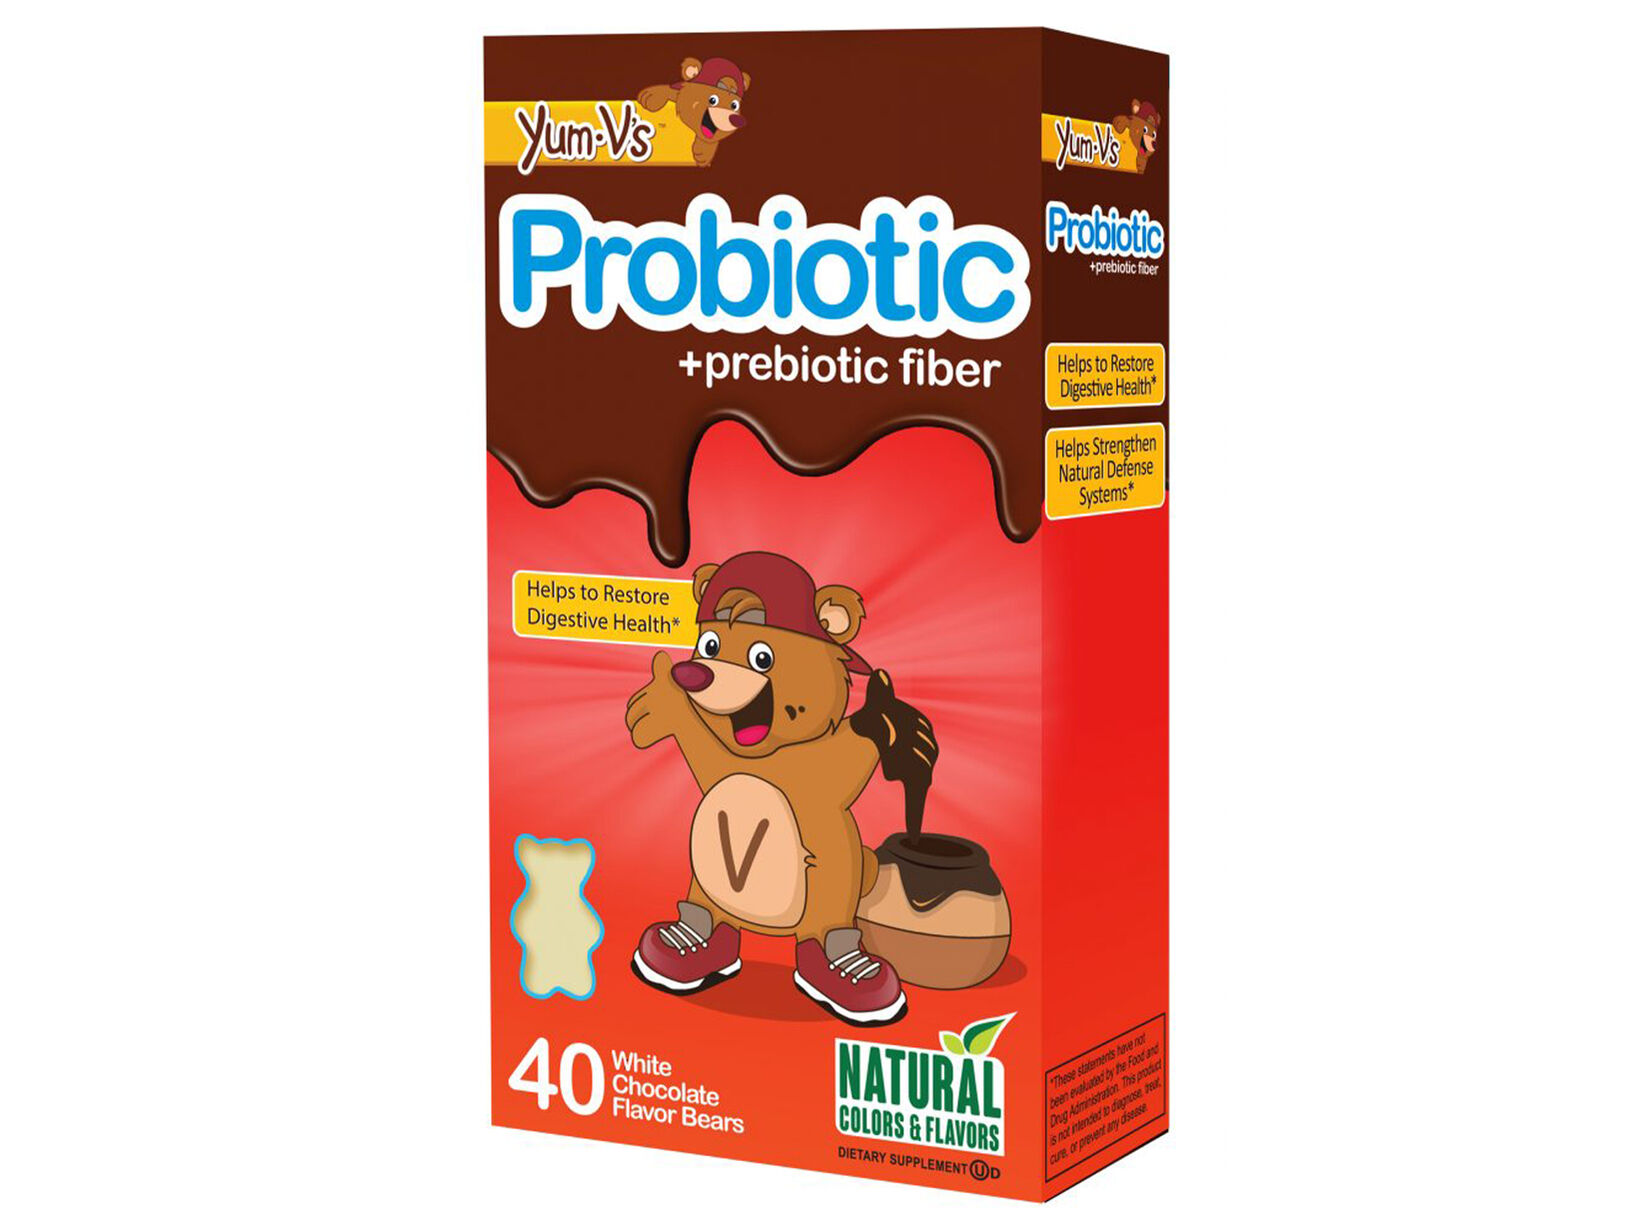 Yum·V's™
Probiotic
+prebiotic fiber
Helps to Restore
Digestive Health*
V
40
White
Chocolate
Flavor Bears
NATURAL
COLORS & FLAVORS
DIETARY SUPPLEMENT ⓊD
Yum·V's™
Probiotic
+prebiotic fiber
Helps to Restore
Digestive Health*
Helps Strengthen
Natural Defense
Systems*
*These statements have not
been evaluated by the Food and
Drug Administration. This product
is not intended to diagnose, treat,
cure, or prevent any disease.